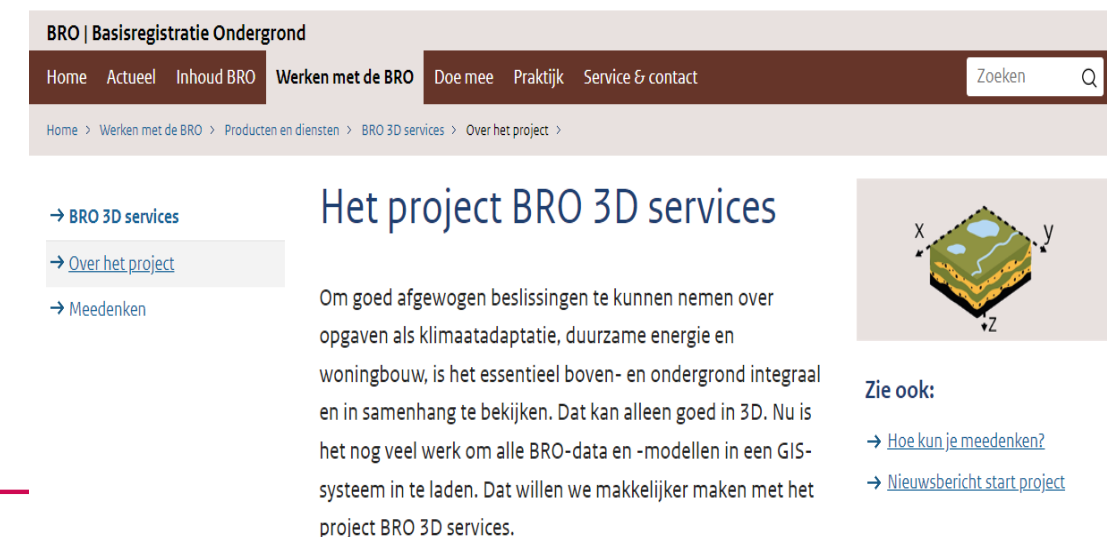 BRO | Basisregistratie Ondergrond
Home Actueel Inhoud BRO Werken met de BRO Doe mee Praktijk Service & contact Zoeken
Home > Werken met de BRO > Producten en diensten > BRO 3D services > Over het project >
→ BRO 3D services
→ Over het project
→ Meedenken
Het project BRO 3D services
Om goed afgewogen beslissingen te kunnen nemen over
opgaven als klimaatadaptatie, duurzame energie en
woningbouw, is het essentieel boven- en ondergrond integraal
en in samenhang te bekijken. Dat kan alleen goed in 3D. Nu is
het nog veel werk om alle BRO-data en -modellen in een GIS-
systeem in te laden. Dat willen we makkelijker maken met het
project BRO 3D services.
x y
z
Zie ook:
→ Hoe kun je meedenken?
→ Nieuwsbericht start project